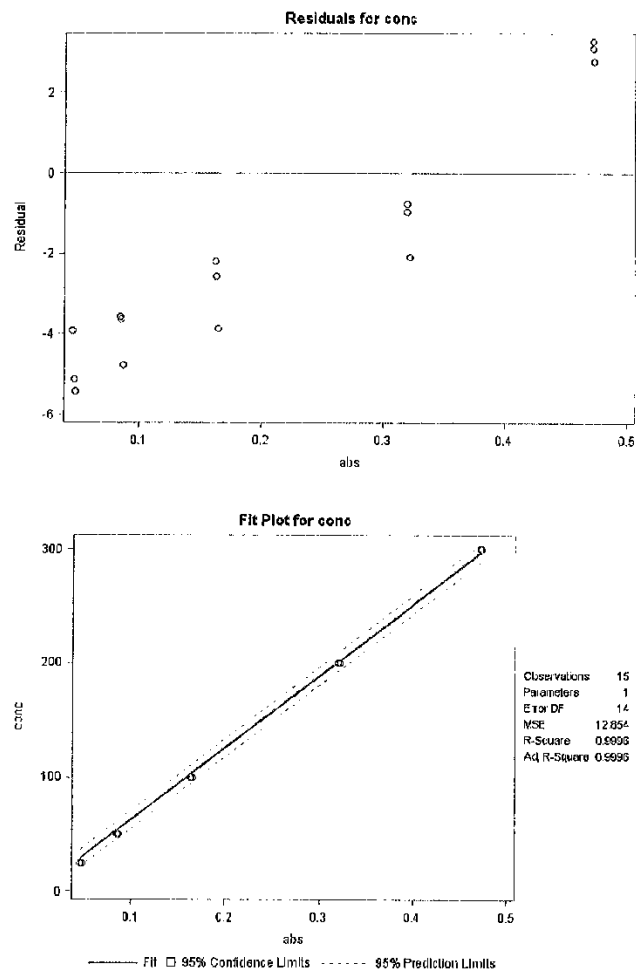 Residuals for conc
2
0
-2
-4
-6
Residual
0.1 0.2 0.3 0.4 0.5
abs
Fit Plot for conc
300
200
100
0
conc
0.1 0.2 0.3 0.4 0.5
abs
Observations 15
Parameters 1
Error DF 14
MSE 12.854
R-Square 0.9996
Adj R-Square 0.9996
Fit 95% Confidence Limits 95% Prediction Limits